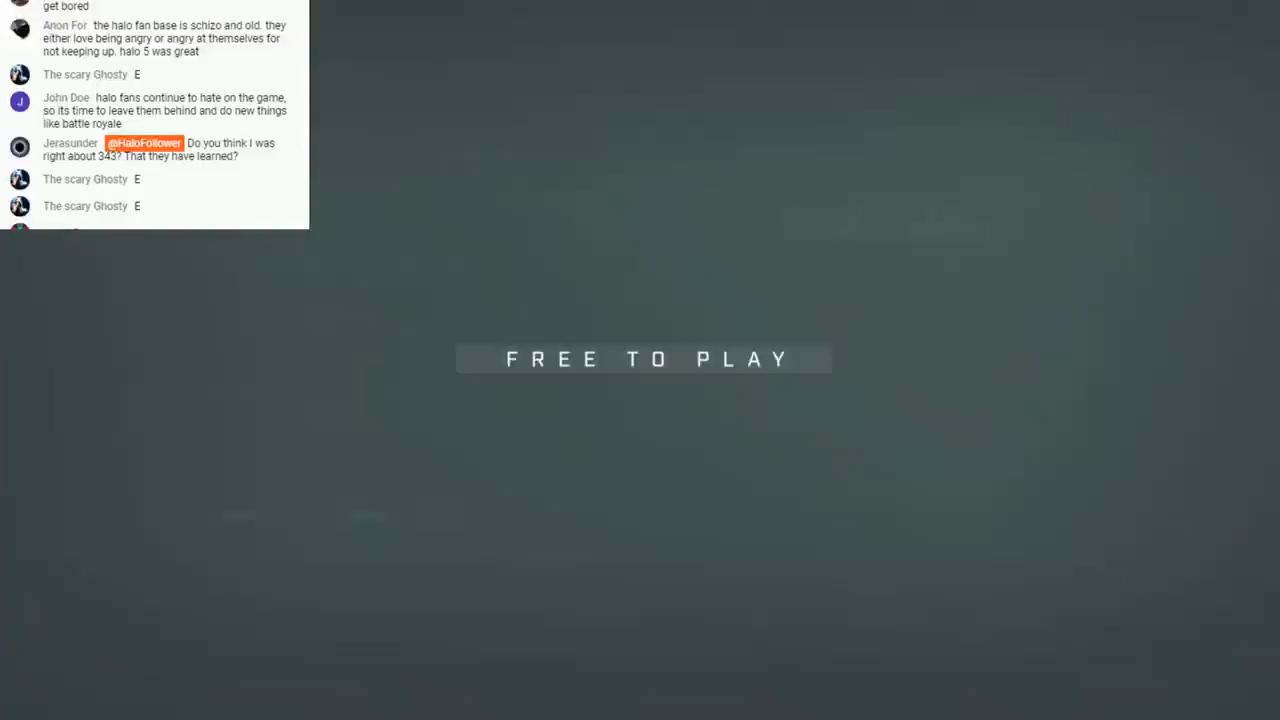 get bored
Anon For the halo fan base is schizo and old. they
either love being angry or angry at themselves for
not keeping up. halo 5 was great
The scary Ghosty E
J John Doe halo fans continue to hate on the game,
so its time to leave them behind and do new things
like battle royale
Jerasunder @HaloFollower Do you think I was
right about 343? That they have learned?
The scary Ghosty E
The scary Ghosty E
FREE TO PLAY